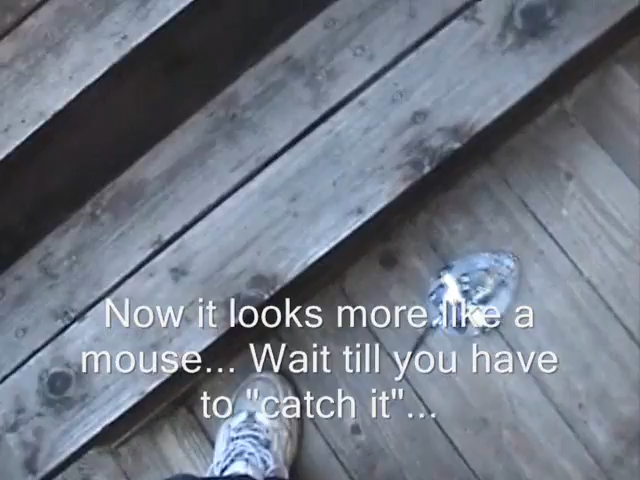 Now it looks more like a
mouse... Wait till you have
to "catch it"...